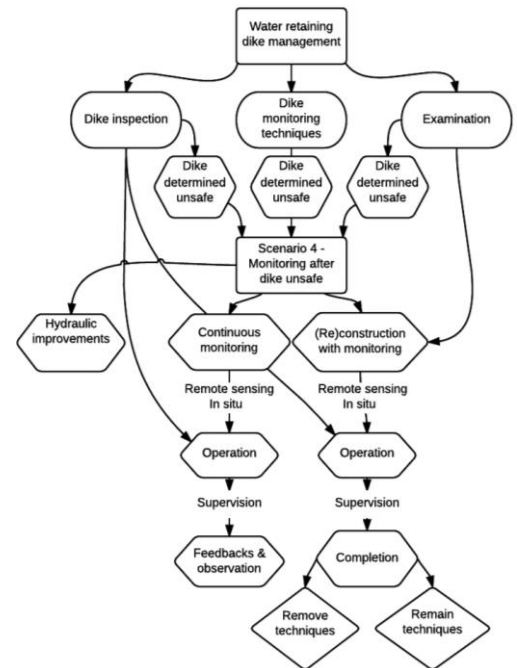 Water retaining
dike management
Dike inspection
Dike
monitoring
techniques
Examination
Dike
determined
unsafe
Dike
determined
unsafe
Dike
determined
unsafe
Scenario 4 -
Monitoring after
dike unsafe
Hydraulic
improvements
Continuous
monitoring
(Re)construction
with monitoring
Remote sensing
In situ
Remote sensing
In situ
Operation
Operation
Supervision
Supervision
Feedbacks &
observation
Completion
Remove
techniques
Remain
techniques